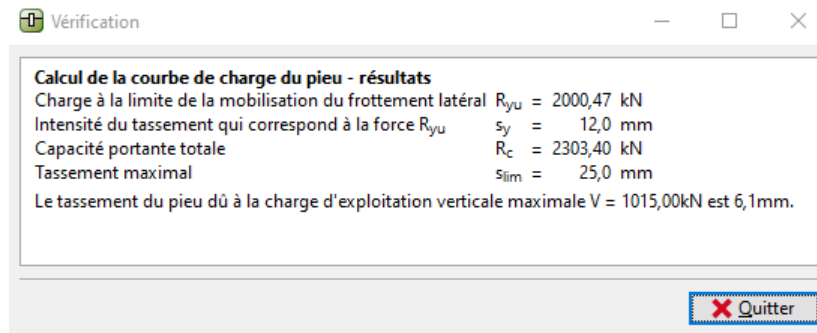 Vérification
Calcul de la courbe de charge du pieu - résultats
Charge à la limite de la mobilisation du frottement latéral Ryu = 2000,47 kN
Intensité du tassement qui correspond à la force Ryu sy = 12,0 mm
Capacité portante totale Rc = 2303,40 kN
Tassement maximal slim = 25,0 mm
Le tassement du pieu dû à la charge d'exploitation verticale maximale V = 1015,00kN est 6,1mm.
Quitter